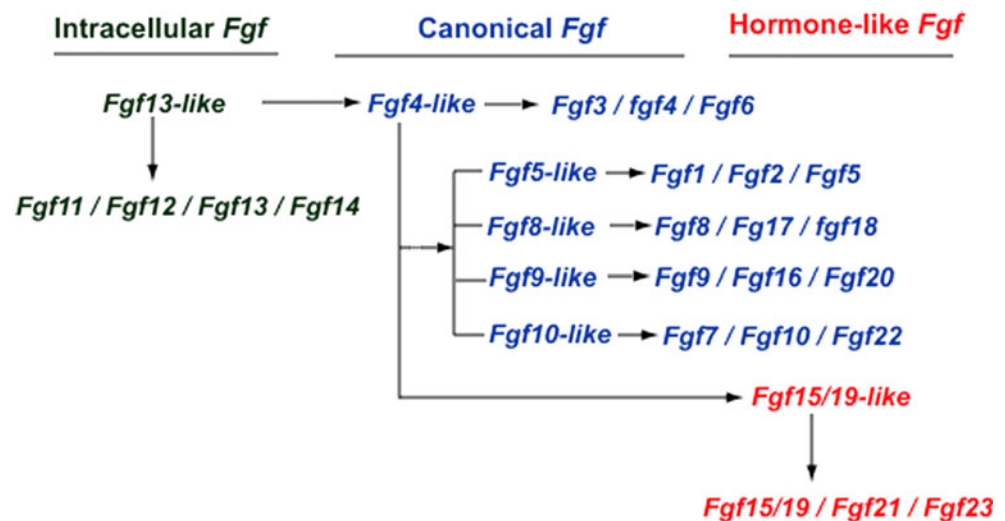 Intracellular Fgf Canonical Fgf Hormone-like Fgf
Fgf13-like Fgf4-like Fgf3 / fgf4 / Fgf6
Fgf5-like Fgf1 / Fgf2 / Fgf5
Fgf11 / Fgf12 / Fgf13 / Fgf14
Fgf8-like Fgf8 / Fg17 / fgf18
Fgf9-like Fgf9 / Fgf16 / Fgf20
Fgf10-like Fgf7 / Fgf10 / Fgf22
Fgf15/19-like
Fgf15/19 / Fgf21 / Fgf23